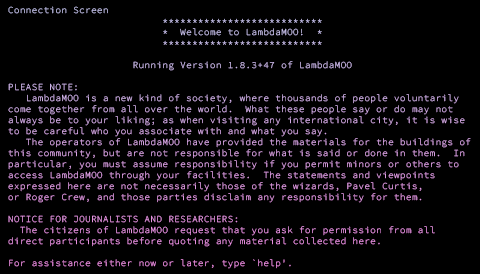 Connection Screen
***************************
* Welcome to LambdaMOO! *
***************************
Running Version 1.8.3+47 of LambdaMOO
PLEASE NOTE:
LambdaMOO is a new kind of society, where thousands of people voluntarily
come together from all over the world. What these people say or do may not
always be to your liking; as when visiting any international city, it is wise
to be careful who you associate with and what you say.
The operators of LambdaMOO have provided the materials for the buildings of
this community, but are not responsible for what is said or done in them. In
particular, you must assume responsibility if you permit minors or others to
access LambdaMOO through your facilities. The statements and viewpoints
expressed here are not necessarily those of the wizards, Pavel Curtis,
or Roger Crew, and those parties disclaim any responsibility for them.
NOTICE FOR JOURNALISTS AND RESEARCHERS:
The citizens of LambdaMOO request that you ask for permission from all
direct participants before quoting any material collected here.
For assistance either now or later, type `help'.